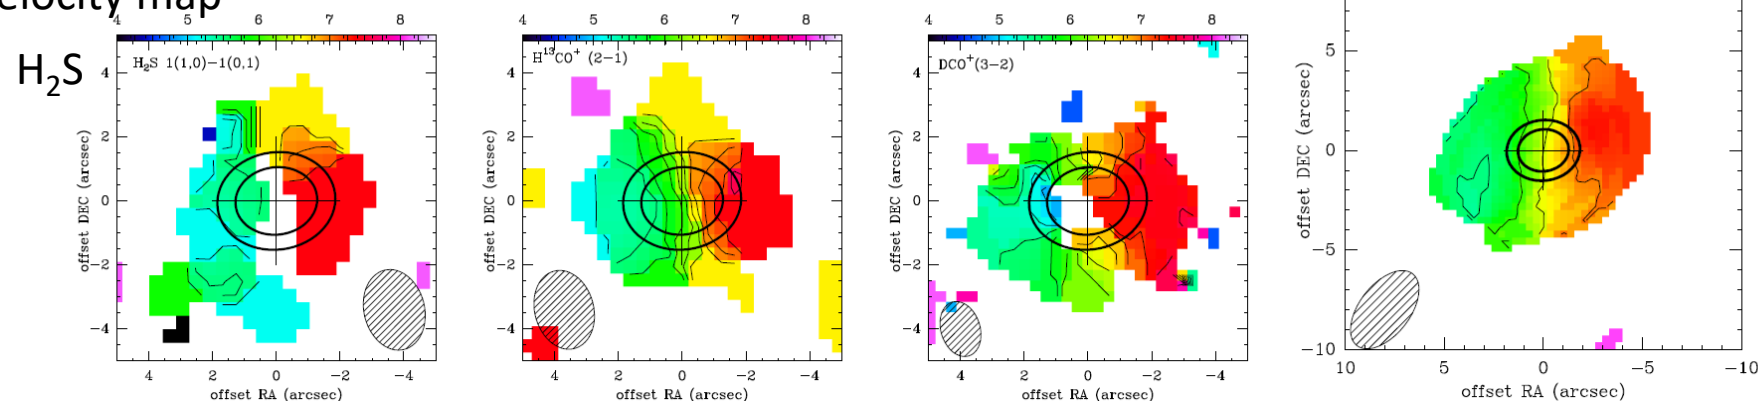 elocity map
H₂S
4 5 6 7 8
H₂S 1(1,0)−1(0,1)
offset DEC (arcsec)
4
2
0
−2
−4
4 2 0 −2 −4
offset RA (arcsec)
4 5 6 7 8
H¹³CO⁺ (2−1)
offset DEC (arcsec)
4
2
0
−2
−4
4 2 0 −2 −4
offset RA (arcsec)
4 5 6 7 8
DCO⁺(3−2)
offset DEC (arcsec)
4
2
0
−2
−4
4 2 0 −2 −4
offset RA (arcsec)
offset DEC (arcsec)
5
0
−5
−10
10 5 0 −5 −10
offset RA (arcsec)